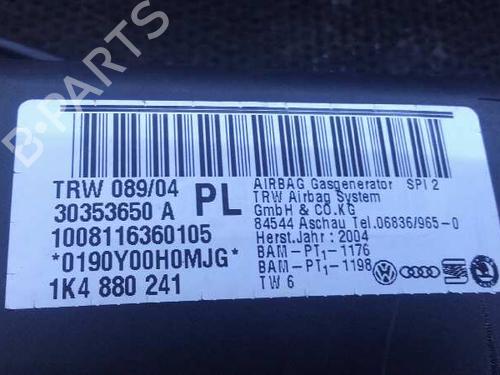 TRW 089/04
30353650 A
1008116360105
*0190Y00H0MJG*
1K4 880 241
PL
AIRBAG Gasgenerator SPI 2
TRW Airbag System
GmbH & CO.KG
84544 Aschau Tel.06836/965-0
Herst.Jahr: 2004
BAM-PT1-1176
BAM-PT1-1198
TW 6
B-PARTS